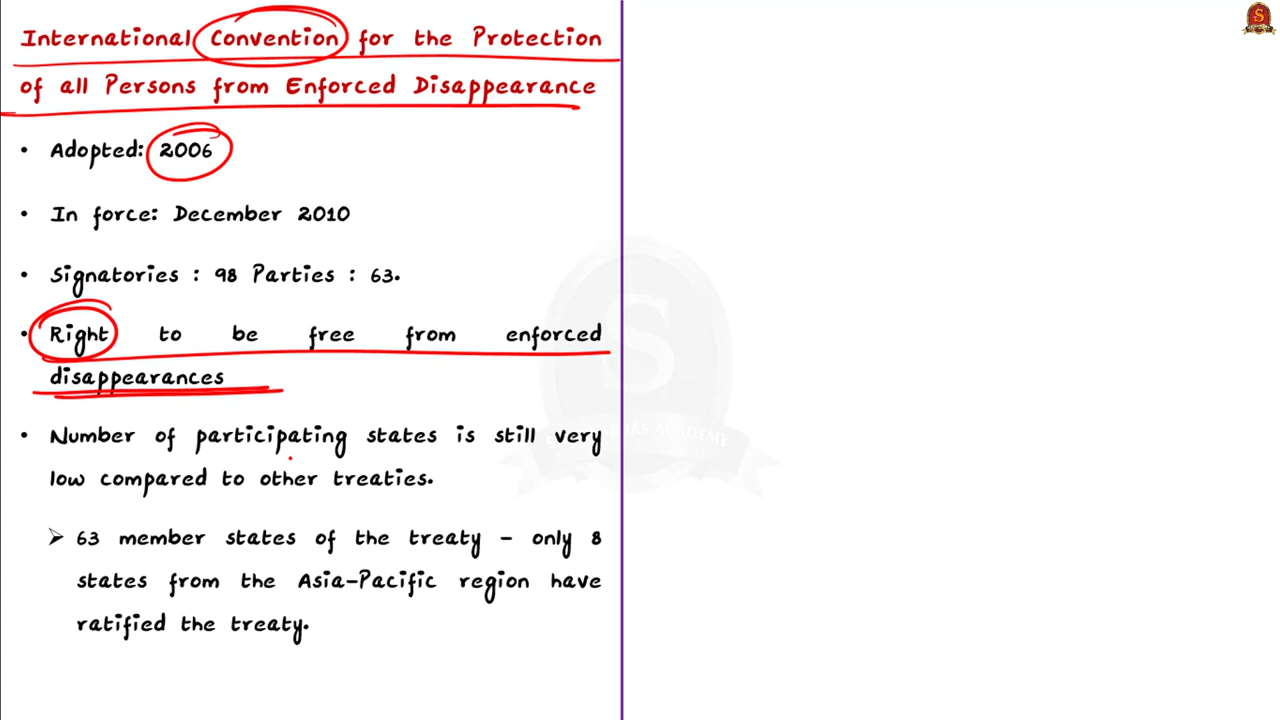 International Convention for the Protection
of all Persons from Enforced Disappearance
• Adopted: 2006
• In force: December 2010
• Signatories : 98 Parties : 63.
• Right to be free from enforced
disappearances
• Number of participating states is still very
low compared to other treaties.
➢ 63 member states of the treaty – only 8
states from the Asia-Pacific region have
ratified the treaty.
S
S